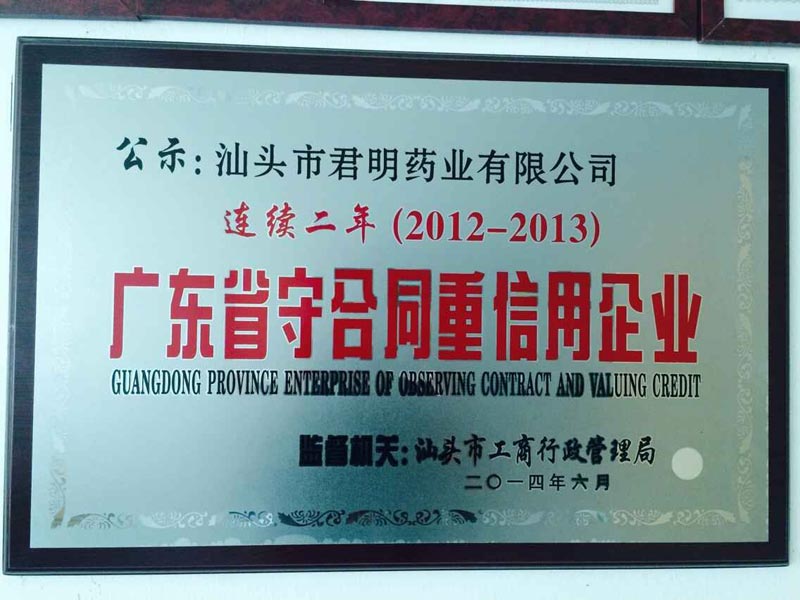 公示:汕头市君明药业有限公司
连续二年(2012-2013)
广东省守合同重信用企业
GUANGDONG PROVINCE ENTERPRISE OF OBSERVING CONTRACT AND VALUING CREDIT
监督机关:汕头市工商行政管理局
二〇一四年六月